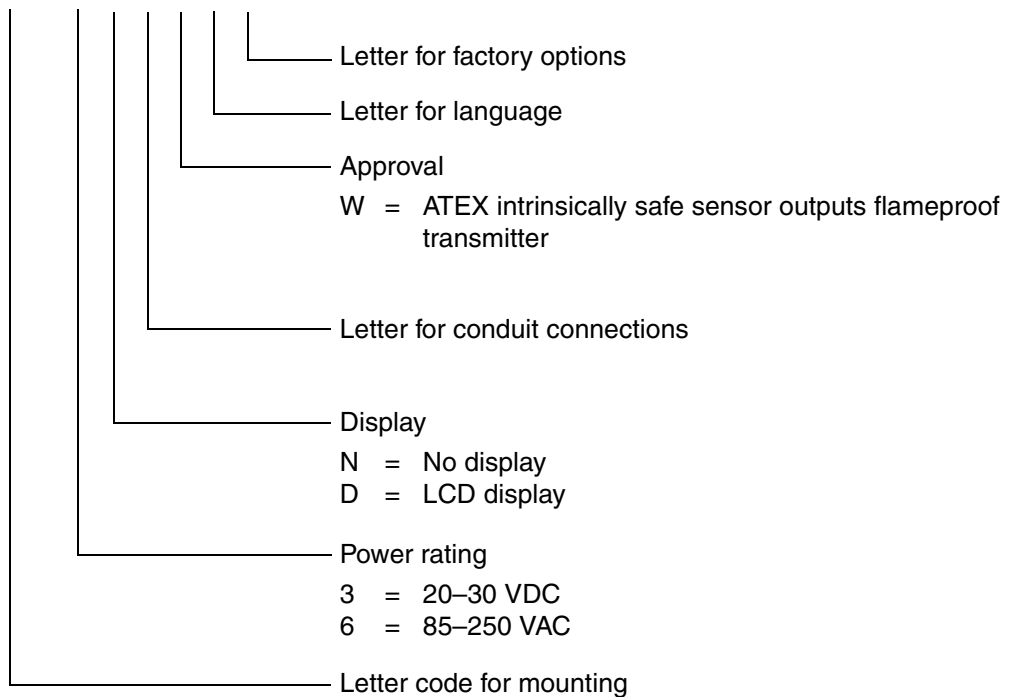 Letter for factory options
Letter for language
Approval
W = ATEX intrinsically safe sensor outputs flameproof
transmitter
Letter for conduit connections
Display
N = No display
D = LCD display
Power rating
3 = 20–30 VDC
6 = 85–250 VAC
Letter code for mounting